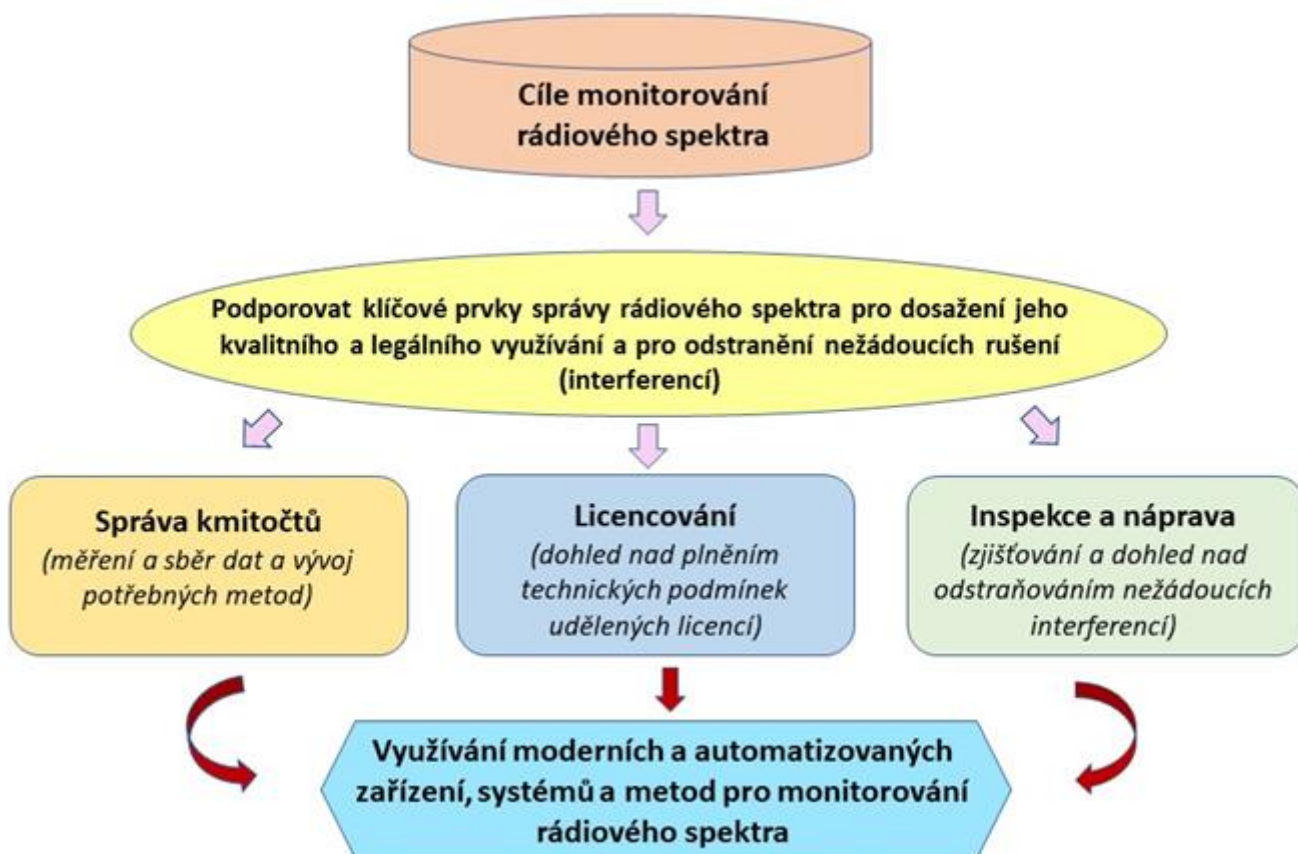 Cíle monitorování
rádiového spektra
Podporovat klíčové prvky správy rádiového spektra pro dosažení jeho
kvalitního a legálního využívání a pro odstranění nežádoucích rušení
(interferencí)
Správa kmitočtů
(měření a sběr dat a vývoj
potřebných metod)
Licencování
(dohled nad plněním
technických podmínek
udělených licencí)
Inspekce a náprava
(zjišťování a dohled nad
odstraňováním nežádoucích
interferencí)
Využívání moderních a automatizovaných
zařízení, systémů a metod pro monitorování
rádiového spektra